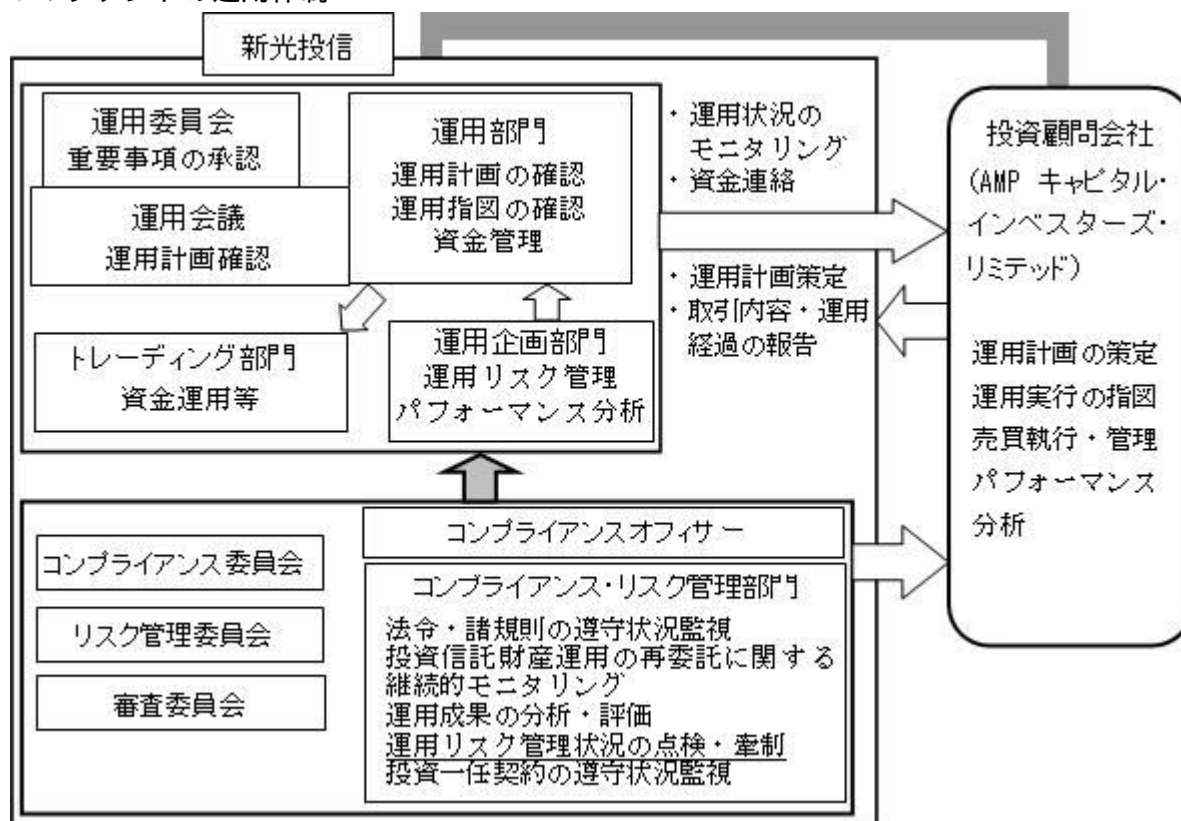 新光投信
運用委員会
重要事項の承認
運用会議
運用計画確認
運用部門
運用計画の確認
運用指図の確認
資金管理
トレーディング部門
資金運用等
運用企画部門
運用リスク管理
パフォーマンス分析
・運用状況の
モニタリング
・資金連絡
・運用計画策定
・取引内容・運用
経過の報告
投資顧問会社
(AMP キャピタル・
インベスターズ・
リミテッド)
運用計画の策定
運用実行の指図
売買執行・管理
パフォーマンス
分析
コンプライアンス委員会
リスク管理委員会
審査委員会
コンプライアンスオフィサー
コンプライアンス・リスク管理部門
法令・諸規則の遵守状況監視
投資信託財産運用の再委託に関する
継続的モニタリング
運用成果の分析・評価
運用リスク管理状況の点検・牽制
投資一任契約の遵守状況監視